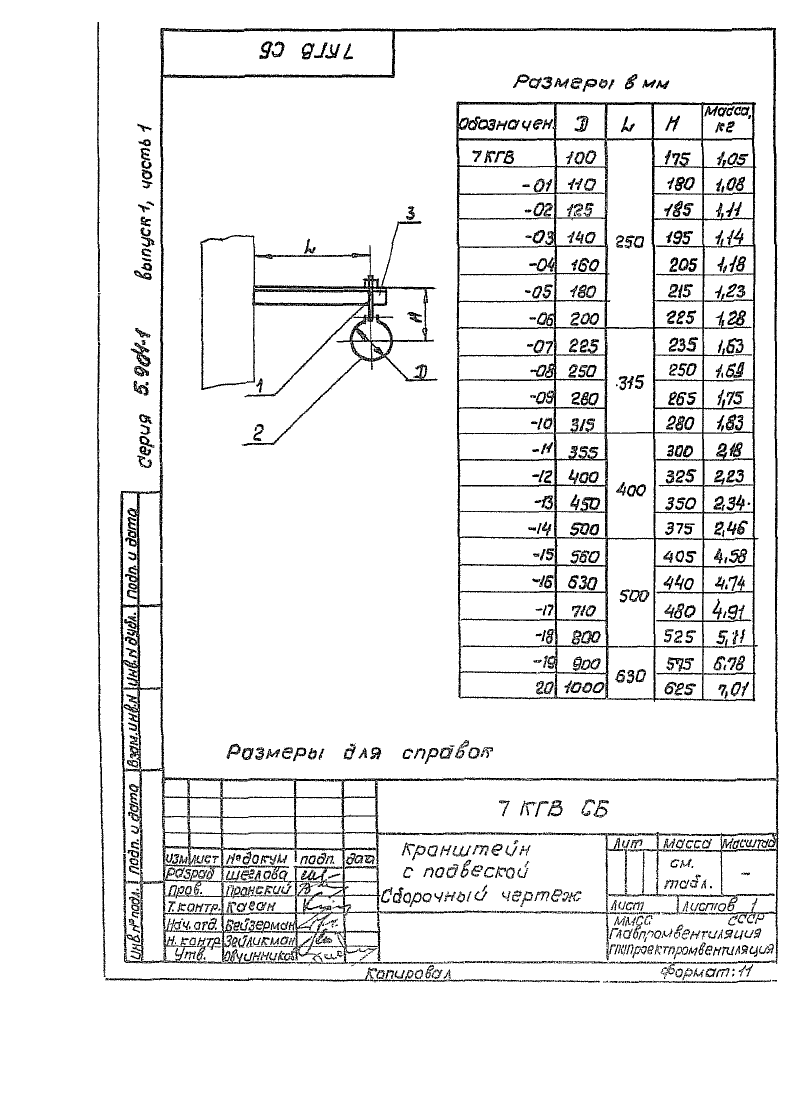 7КГВ СБ
Размеры в мм
Обозначен. D L H Масса, кг
7КГВ 100 250 175 1,05
-01 110 180 1,08
-02 125 185 1,11
-03 140 195 1,14
-04 160 205 1,18
-05 180 215 1,23
-06 200 225 1,28
-07 225 315 235 1,63
-08 250 250
-09 280 265 1,75
-10 315 280 1,83
-11 355 400 300 2,18
-12 400 325 2,23
-13 450 350 2,34
-14 500 375 2,46
-15 560 500 405 4,58
-16 630 440 4,74
-17 710 480 4,91
-18 800 525 5,11
-19 900 630 575 6,78
20 1000 625 7,01
L
3
H
D
1
2
Серия 5.904-1 выпуск 1, часть 1
Размеры для справок
Подп. и дата
Инв.N дубл.
Взам.инв.N
Подп. и дата
Инв.Nº подл.
7 КГВ СБ
Изм Лист Nº докум подп. дата
Разраб Щеглова
Пров. Пронский
Т.контр. Каган
Нач.отд. Бейзерман
Н. контр Зейликман
Утв. Овчинников
Кранштейн
с подвеской
Сборочный чертеж
Лит Масса Масштаб
см. табл. –
Лист Листов 1
ММСС СССР
Главпромвентиляция
ГПИПроектпромвентиляция
Копировал
Формат: 11